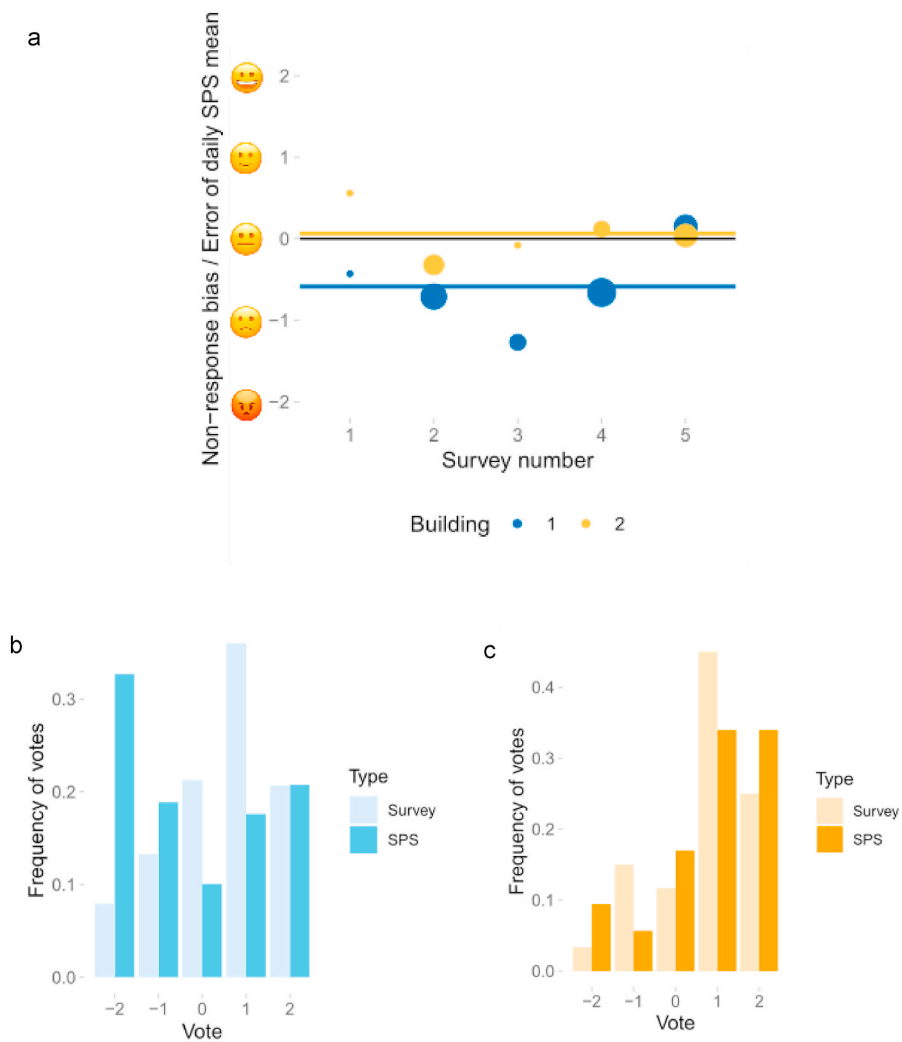 a
Non−response bias / Error of daily SPS mean
2
1
0
−1
−2
1 2 3 4 5
Survey number
Building 1 2
b
Frequency of votes
0.3
0.2
0.1
0.0
−2 −1 0 1 2
Vote
Type
Survey
SPS
c
Frequency of votes
0.4
0.3
0.2
0.1
0.0
−2 −1 0 1 2
Vote
Type
Survey
SPS